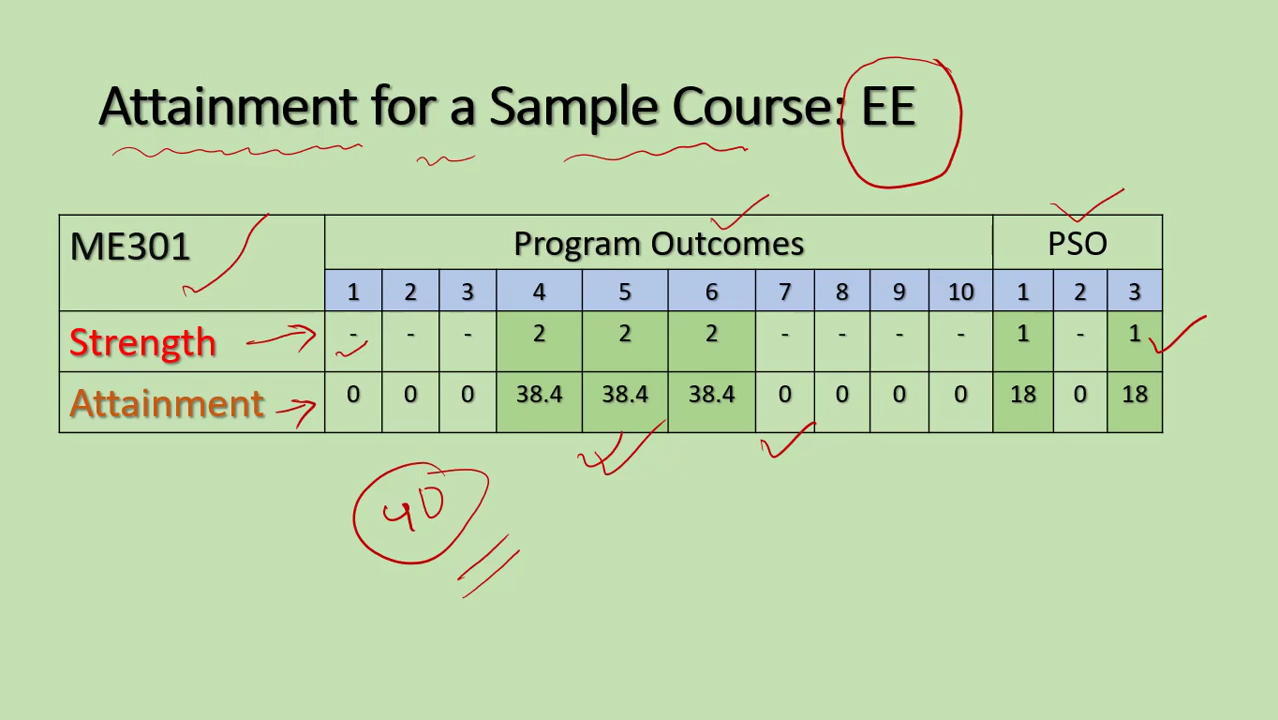 Attainment for a Sample Course: EE
ME301 Program Outcomes PSO
1 2 3 4 5 6 7 8 9 10 1 2 3
Strength - - - 2 2 2 - - - - 1 - 1
Attainment 0 0 0 38.4 38.4 38.4 0 0 0 0 18 0 18
40